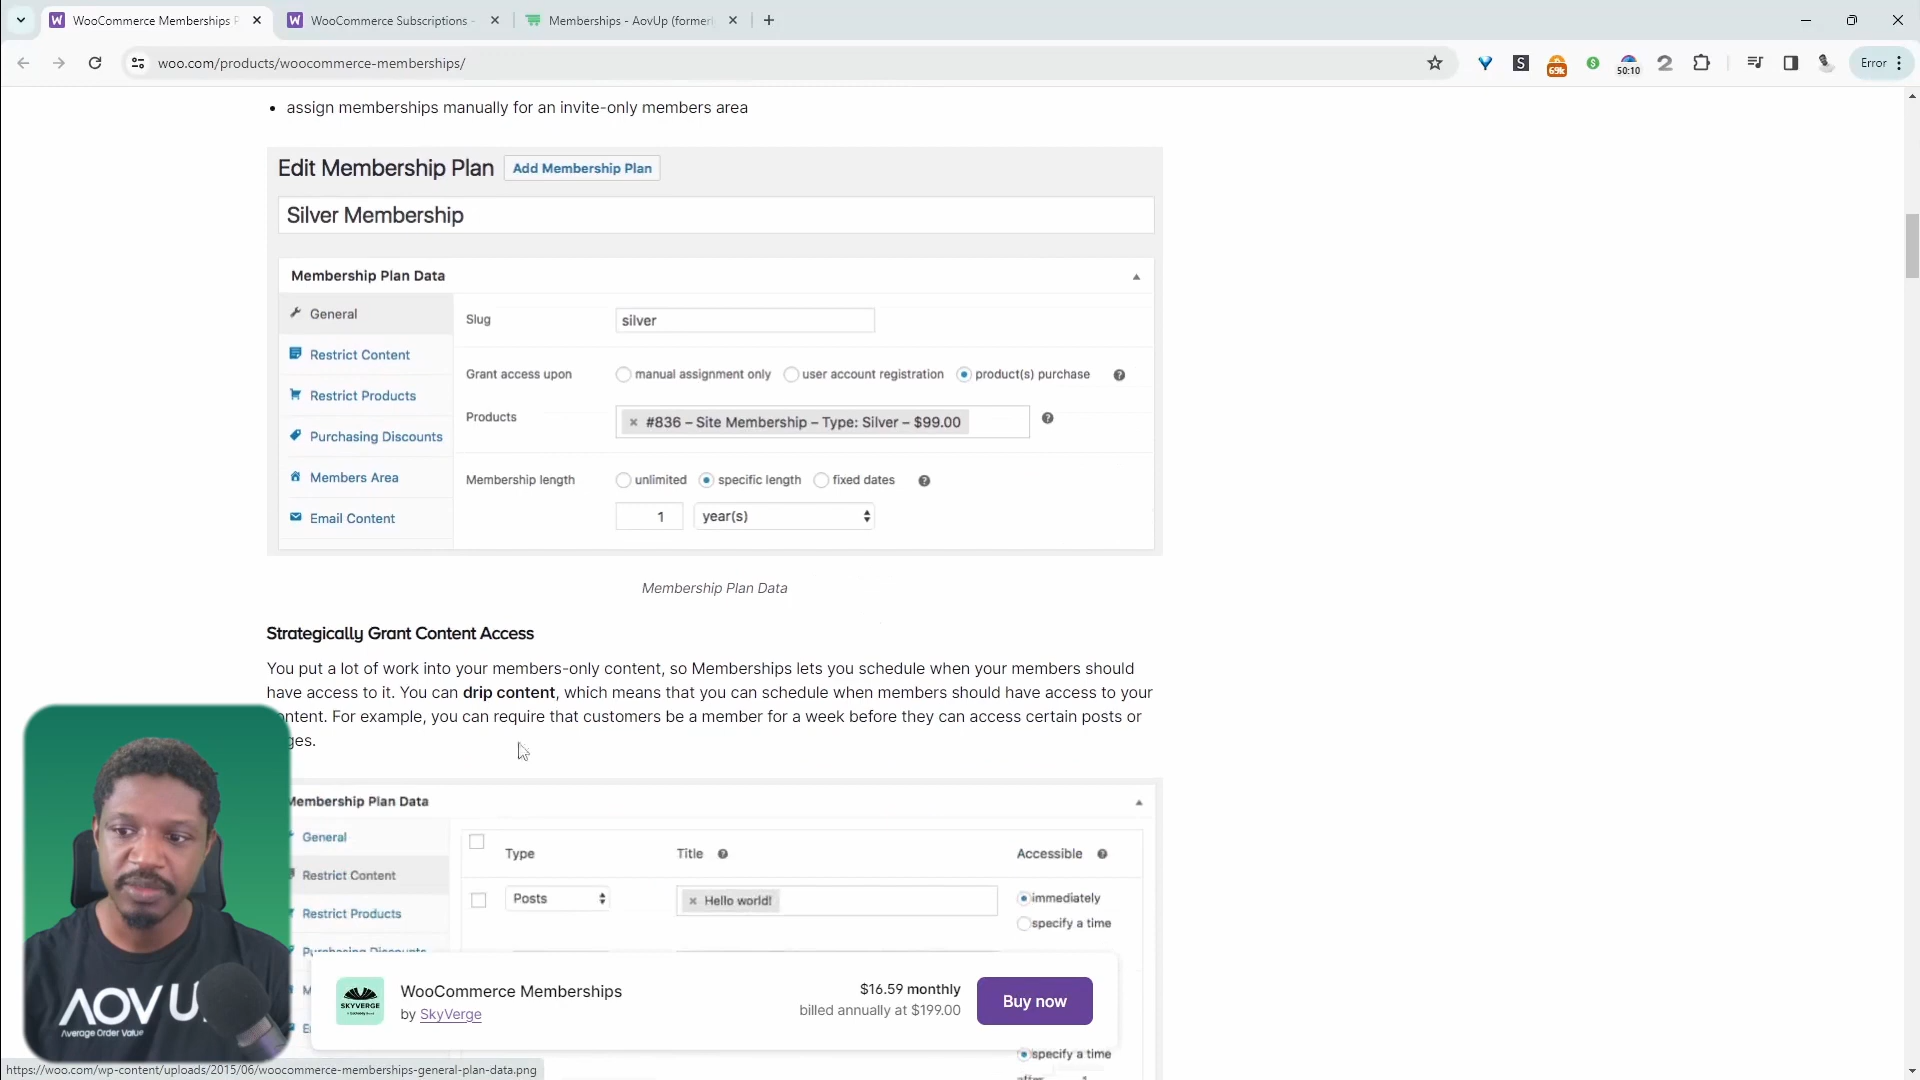 WooCommerce Memberships P
WooCommerce Subscriptions -
Memberships - AovUp (former
woo.com/products/woocommerce-memberships/
S
69k
50:10
Error
assign memberships manually for an invite-only members area
Edit Membership Plan
Add Membership Plan
Silver Membership
Membership Plan Data
General
Slug
silver
Restrict Content
Grant access upon
manual assignment only
user account registration
product(s) purchase
Restrict Products
Products
× #836 – Site Membership – Type: Silver – $99.00
Purchasing Discounts
Members Area
Membership length
unlimited
specific length
fixed dates
Email Content
1
year(s)
Membership Plan Data
Strategically Grant Content Access
You put a lot of work into your members-only content, so Memberships lets you schedule when your members should
have access to it. You can drip content, which means that you can schedule when members should have access to your
ontent. For example, you can require that customers be a member for a week before they can access certain posts or
ges.
Membership Plan Data
General
Type
Title
Accessible
Restrict Content
Posts
× Hello world!
immediately
Restrict Products
specify a time
Purchasing Discounts
WooCommerce Memberships
by SkyVerge
SKYVERGE
$16.59 monthly
billed annually at $199.00
Buy now
specify a time
AOVU
Average Order Value
https://woo.com/wp-content/uploads/2015/06/woocommerce-memberships-general-plan-data.png